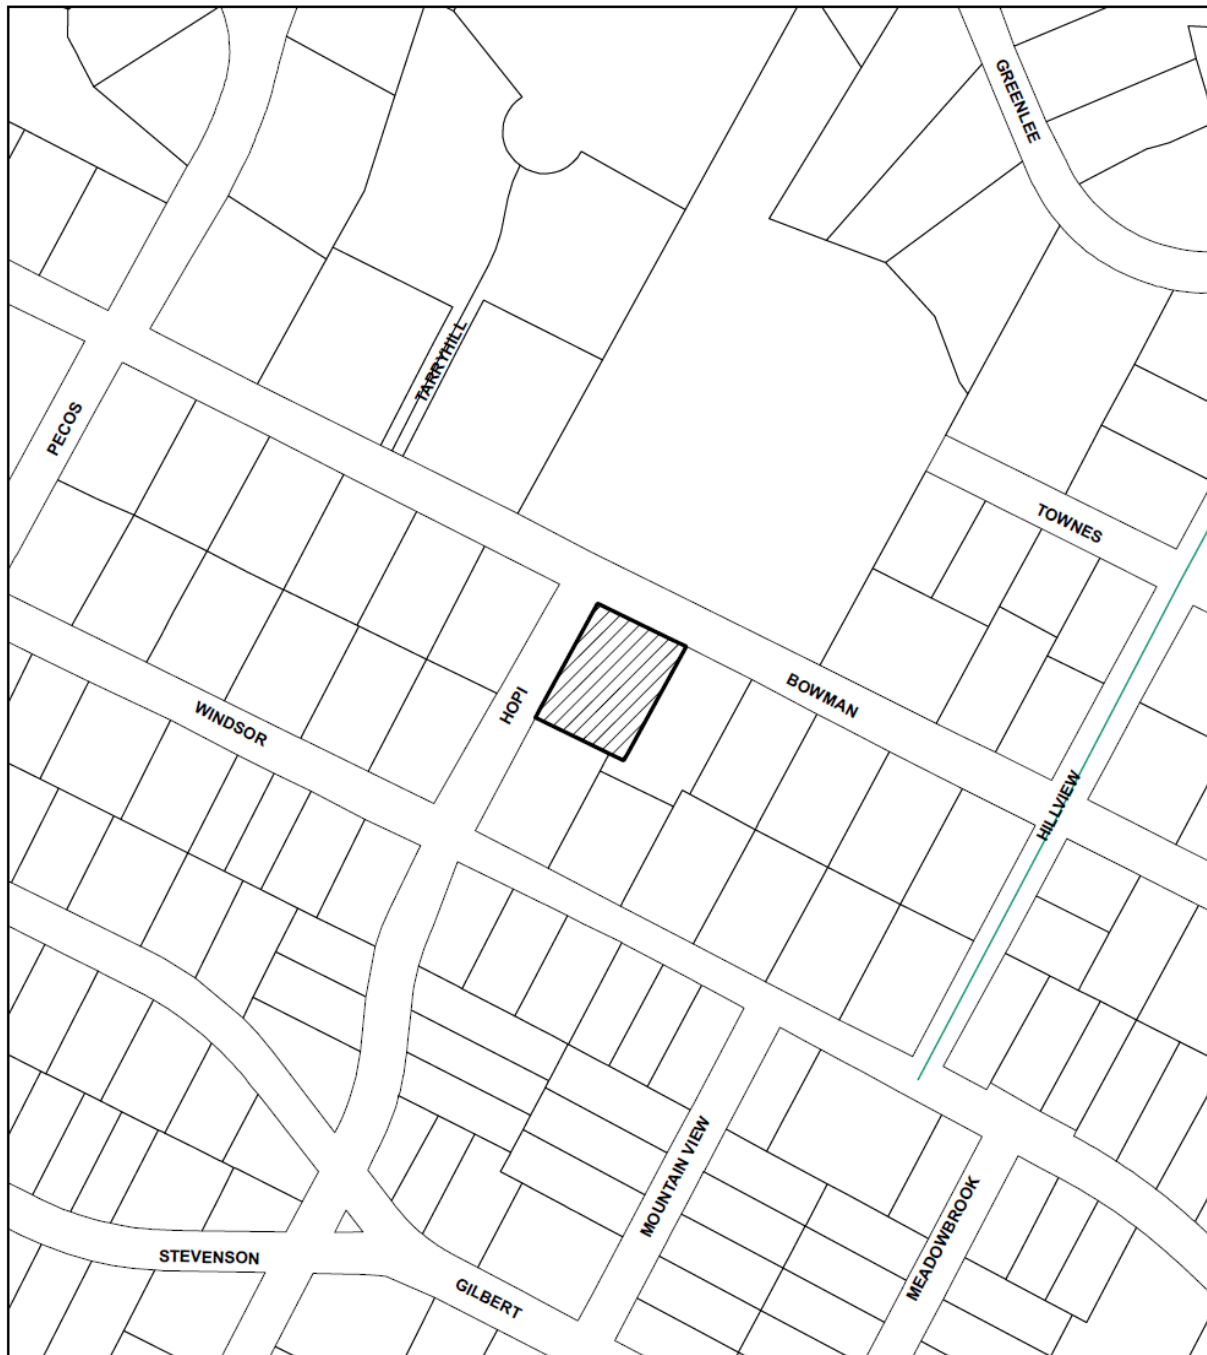 GREENLEE
TARRYHILL
PECOS
TOWNES
HOPI
BOWMAN
WINDSOR
HILLVIEW
MOUNTAIN VIEW
MEADOWBROOK
STEVENSON
GILBERT